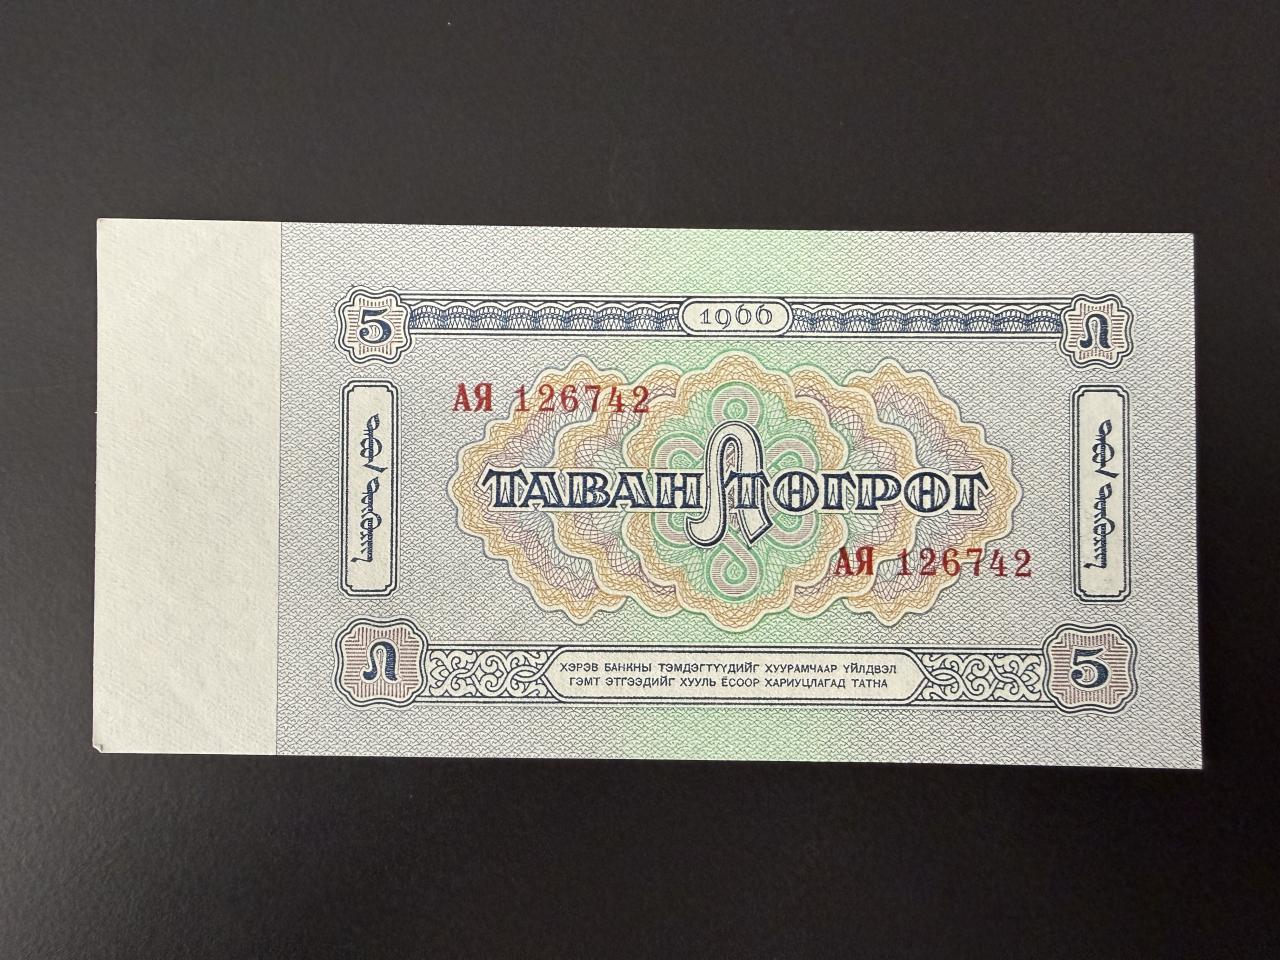 1966
5
АЯ 126742
ТАВАН ТӨГРӨГ
АЯ 126742
ХЭРЭВ БАНКНЫ ТЭМДЭГТҮҮДИЙГ ХУУРАМЧААР ҮЙЛДВЭЛ
ГЭМТ ЭТГЭЭДИЙГ ХУУЛЬ ЁСООР ХАРИУЦЛАГАД ТАТНА
5